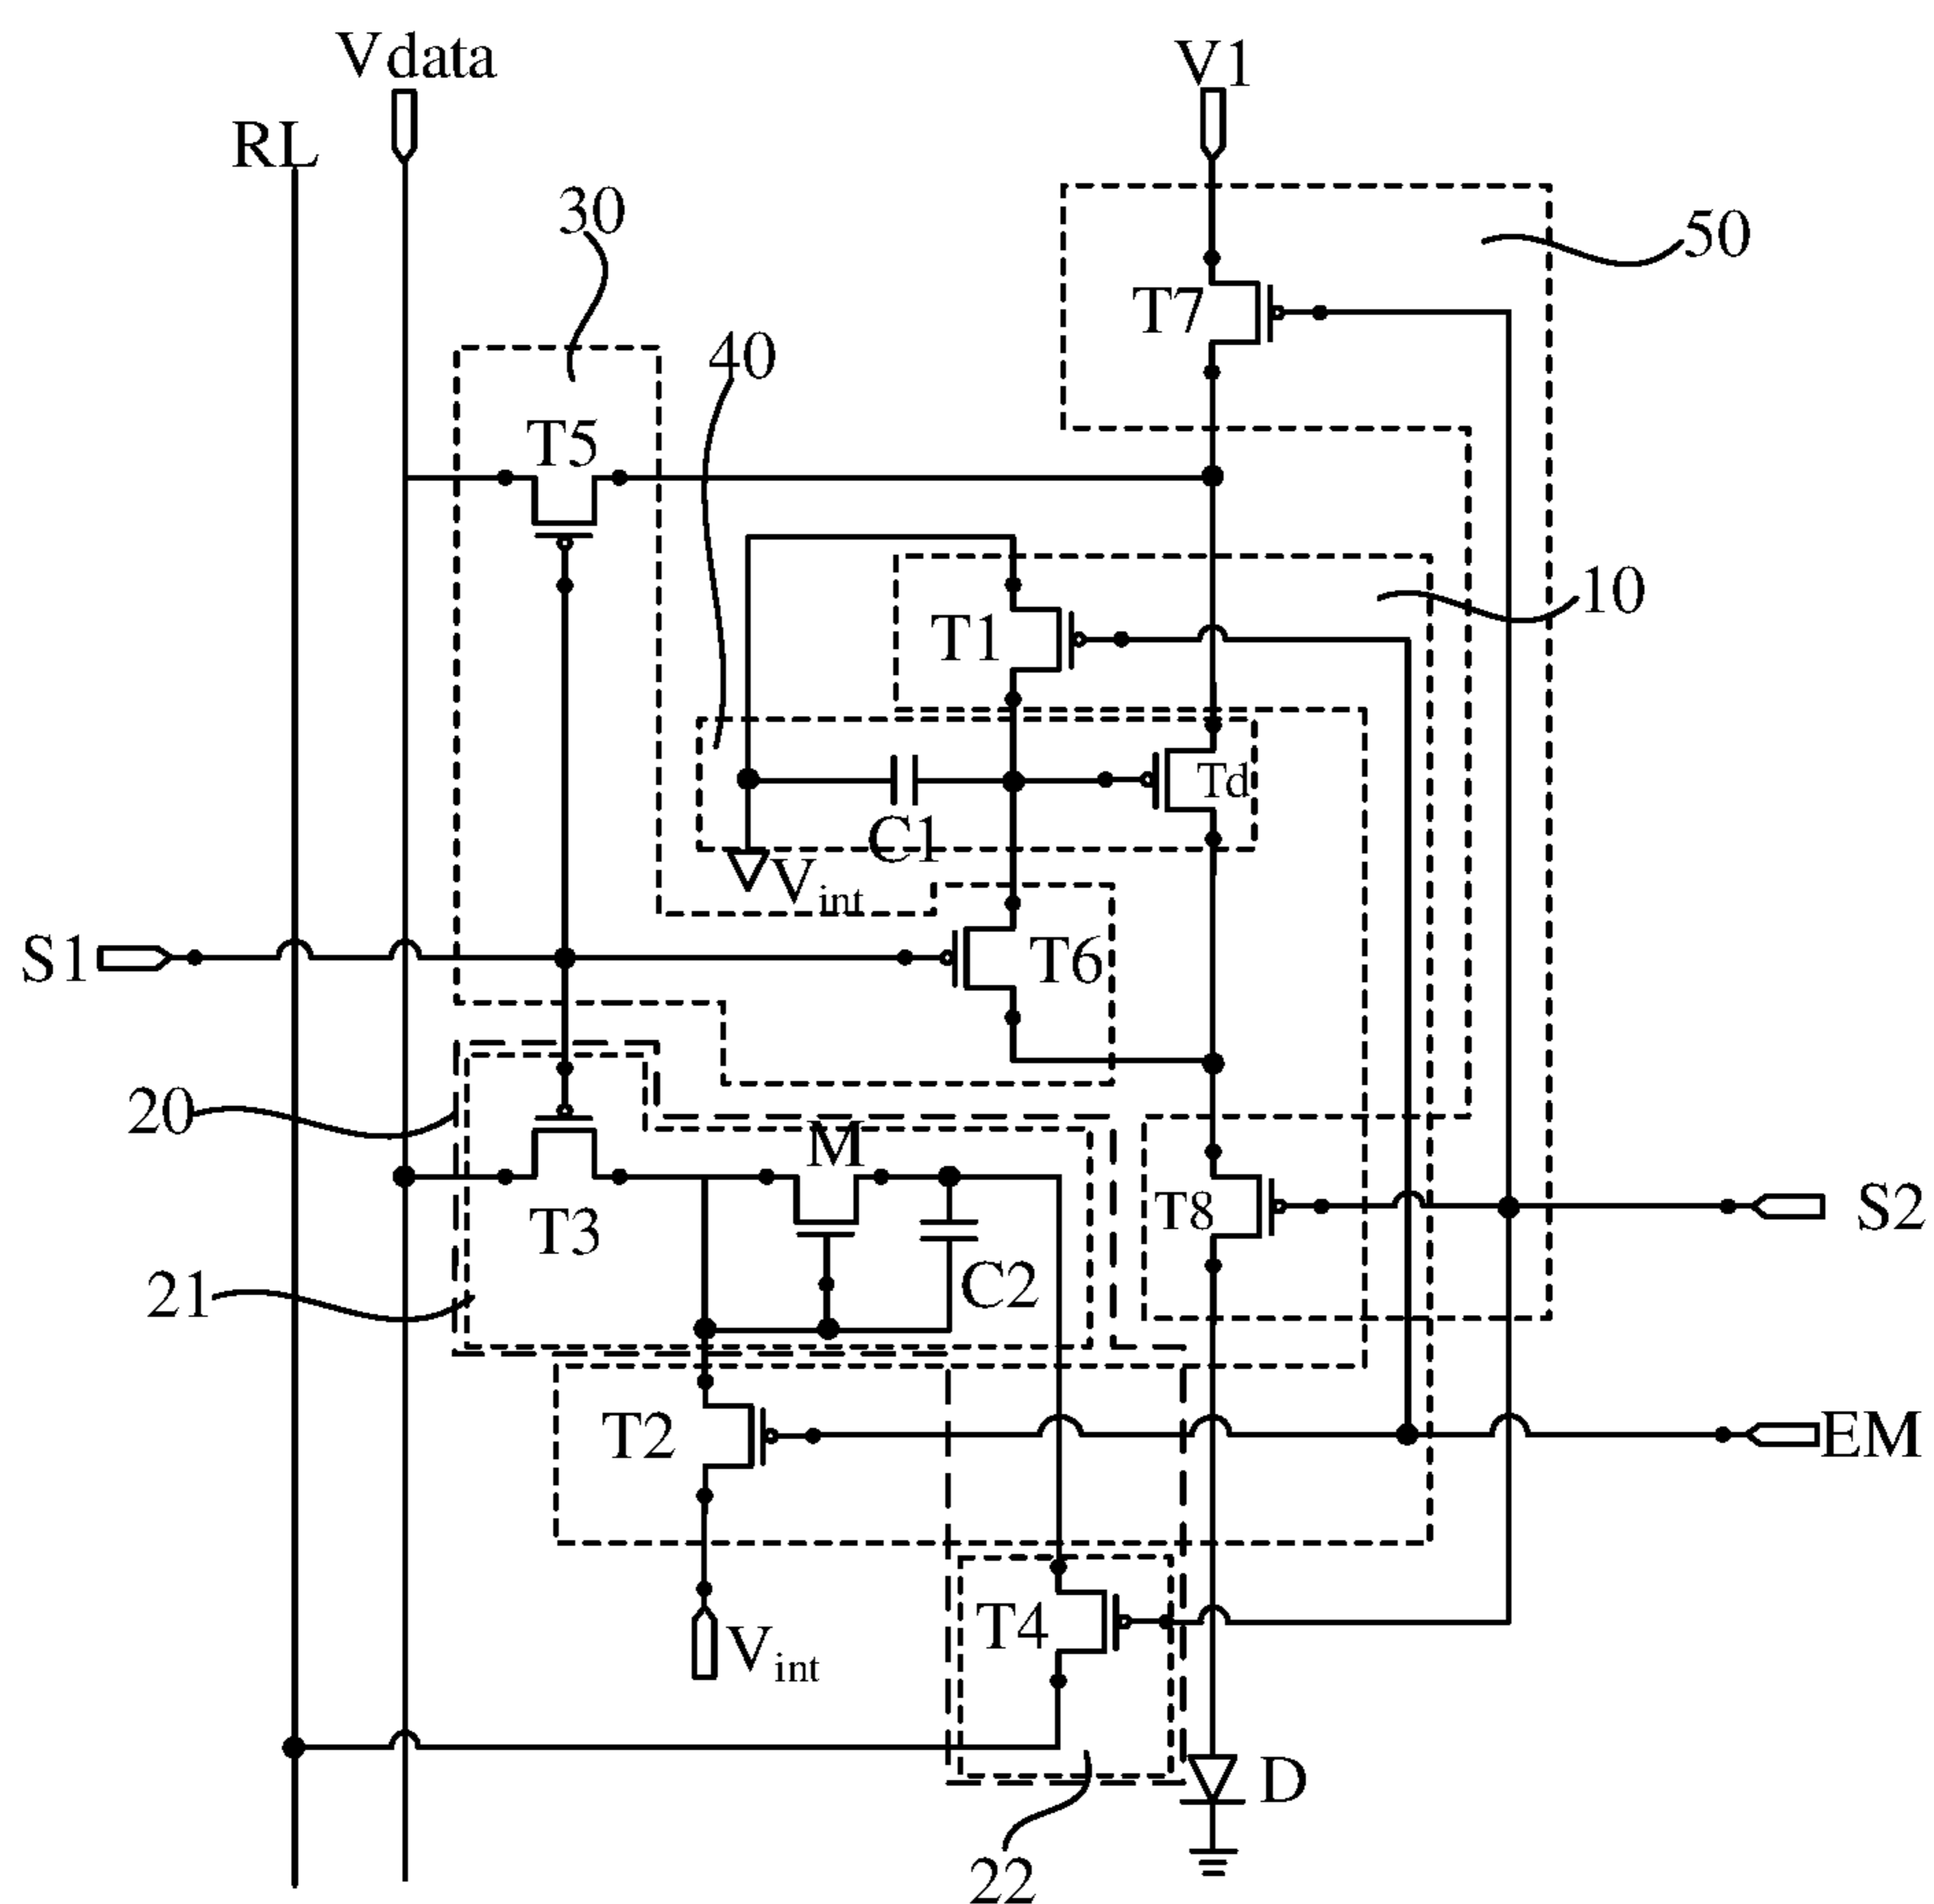 Vdata
V1
RL
30
50
T7
40
T5
10
T1
Td
C1
Vint
S1
T6
20
M
T3
T8
S2
21
C2
T2
EM
T4
Vint
D
22